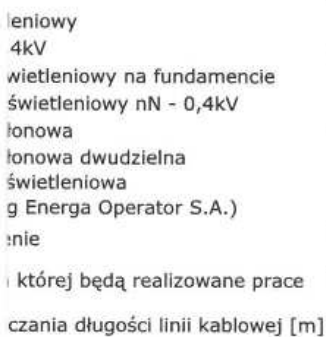 leniowy
4kV
wietleniowy na fundamencie
świetleniowy nN - 0,4kV
łonowa
łonowa dwudzielna
świetleniowa
g Energa Operator S.A.)
enie
której będą realizowane prace
czania długości linii kablowej [m]